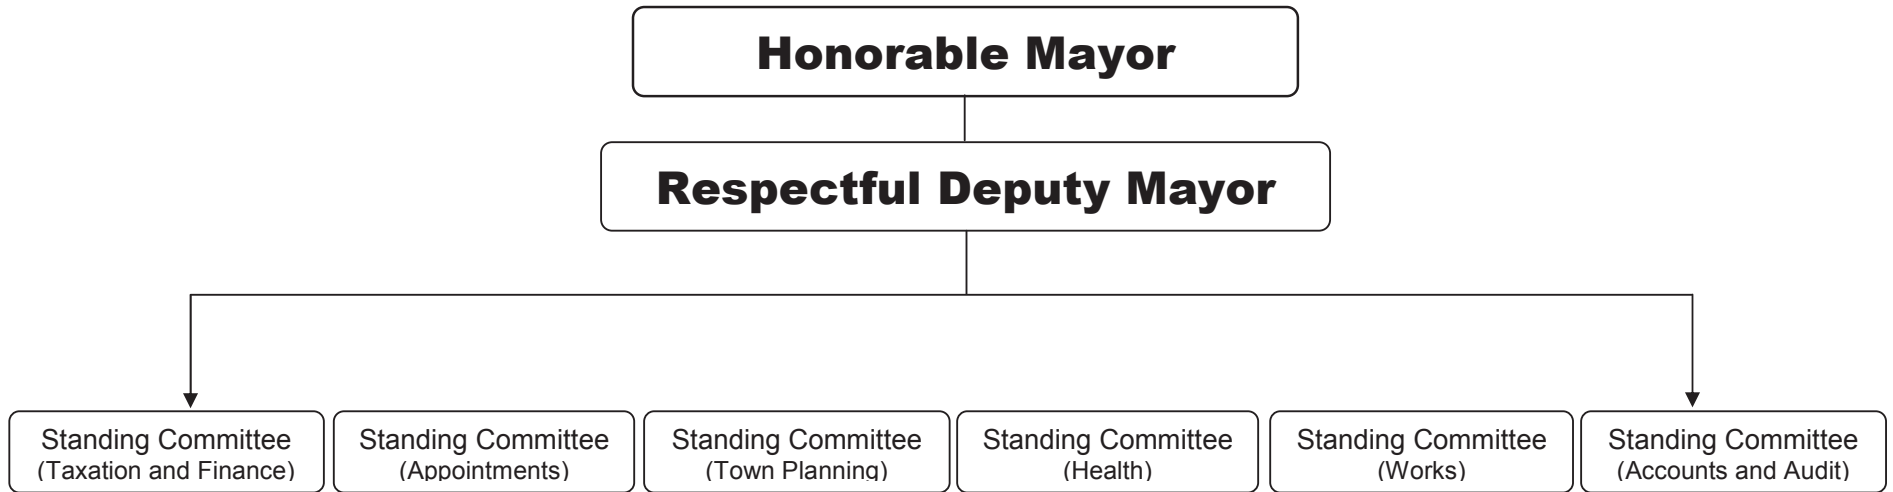 Honorable Mayor
Respectful Deputy Mayor
Standing Committee
(Taxation and Finance)
Standing Committee
(Appointments)
Standing Committee
(Town Planning)
Standing Committee
(Health)
Standing Committee
(Works)
Standing Committee
(Accounts and Audit)